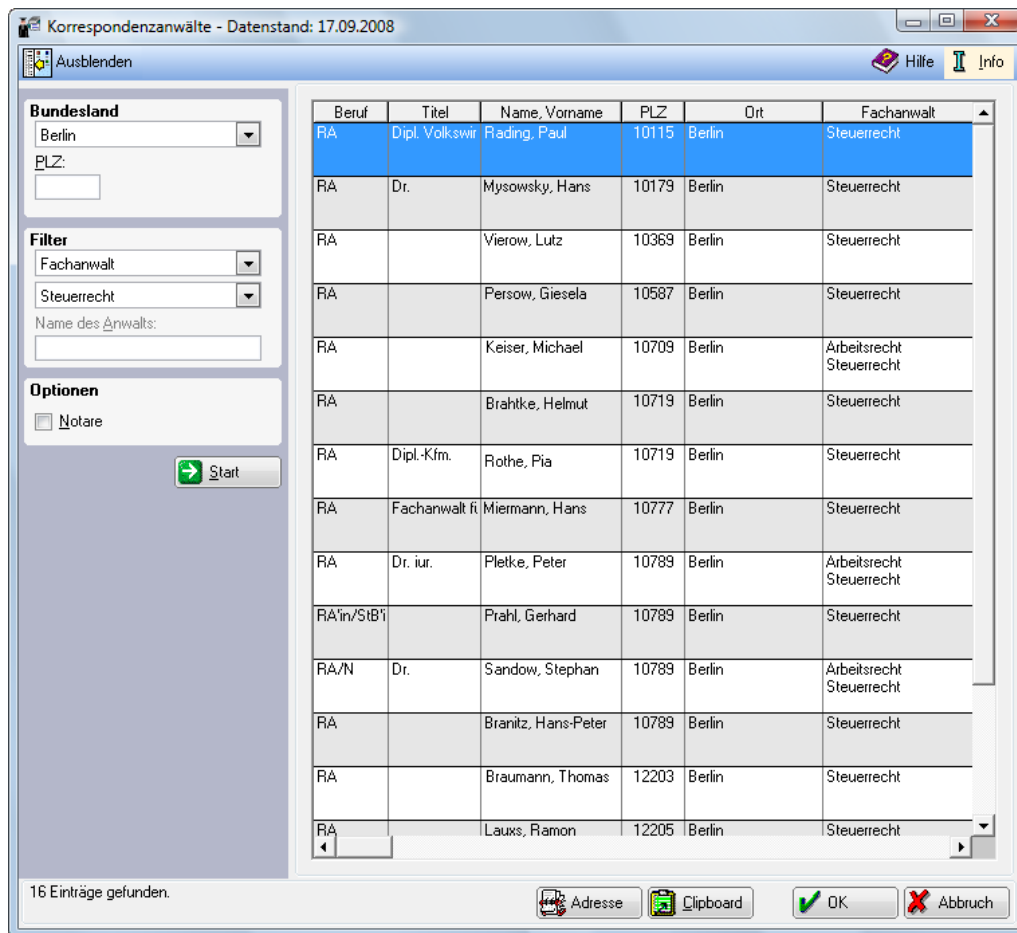 Korrespondenzanwälte - Datenstand: 17.09.2008
Ausblenden Hilfe Info
Bundesland
Berlin
PLZ:
Filter
Fachanwalt
Steuerrecht
Name des Anwalts:
Optionen
Notare
Start
Beruf Titel Name, Vorname PLZ Ort Fachanwalt
RA Dipl. Volkswir Rading, Paul 10115 Berlin Steuerrecht
RA Dr. Mysowsky, Hans 10179 Berlin Steuerrecht
RA Vierow, Lutz 10369 Berlin Steuerrecht
RA Persow, Giesela 10587 Berlin Steuerrecht
RA Keiser, Michael 10709 Berlin Arbeitsrecht
Steuerrecht
RA Brahtke, Helmut 10719 Berlin Steuerrecht
RA Dipl.-Kfm. Rothe, Pia 10719 Berlin Steuerrecht
RA Fachanwalt fü Miermann, Hans 10777 Berlin Steuerrecht
RA Dr. iur. Pletke, Peter 10789 Berlin Arbeitsrecht
Steuerrecht
RA'in/StB'i Prahl, Gerhard 10789 Berlin Steuerrecht
RA/N Dr. Sandow, Stephan 10789 Berlin Arbeitsrecht
Steuerrecht
RA Branitz, Hans-Peter 10789 Berlin Steuerrecht
RA Braumann, Thomas 12203 Berlin Steuerrecht
RA Lauxs, Ramon 12205 Berlin Steuerrecht
16 Einträge gefunden.
Adresse Clipboard OK Abbruch